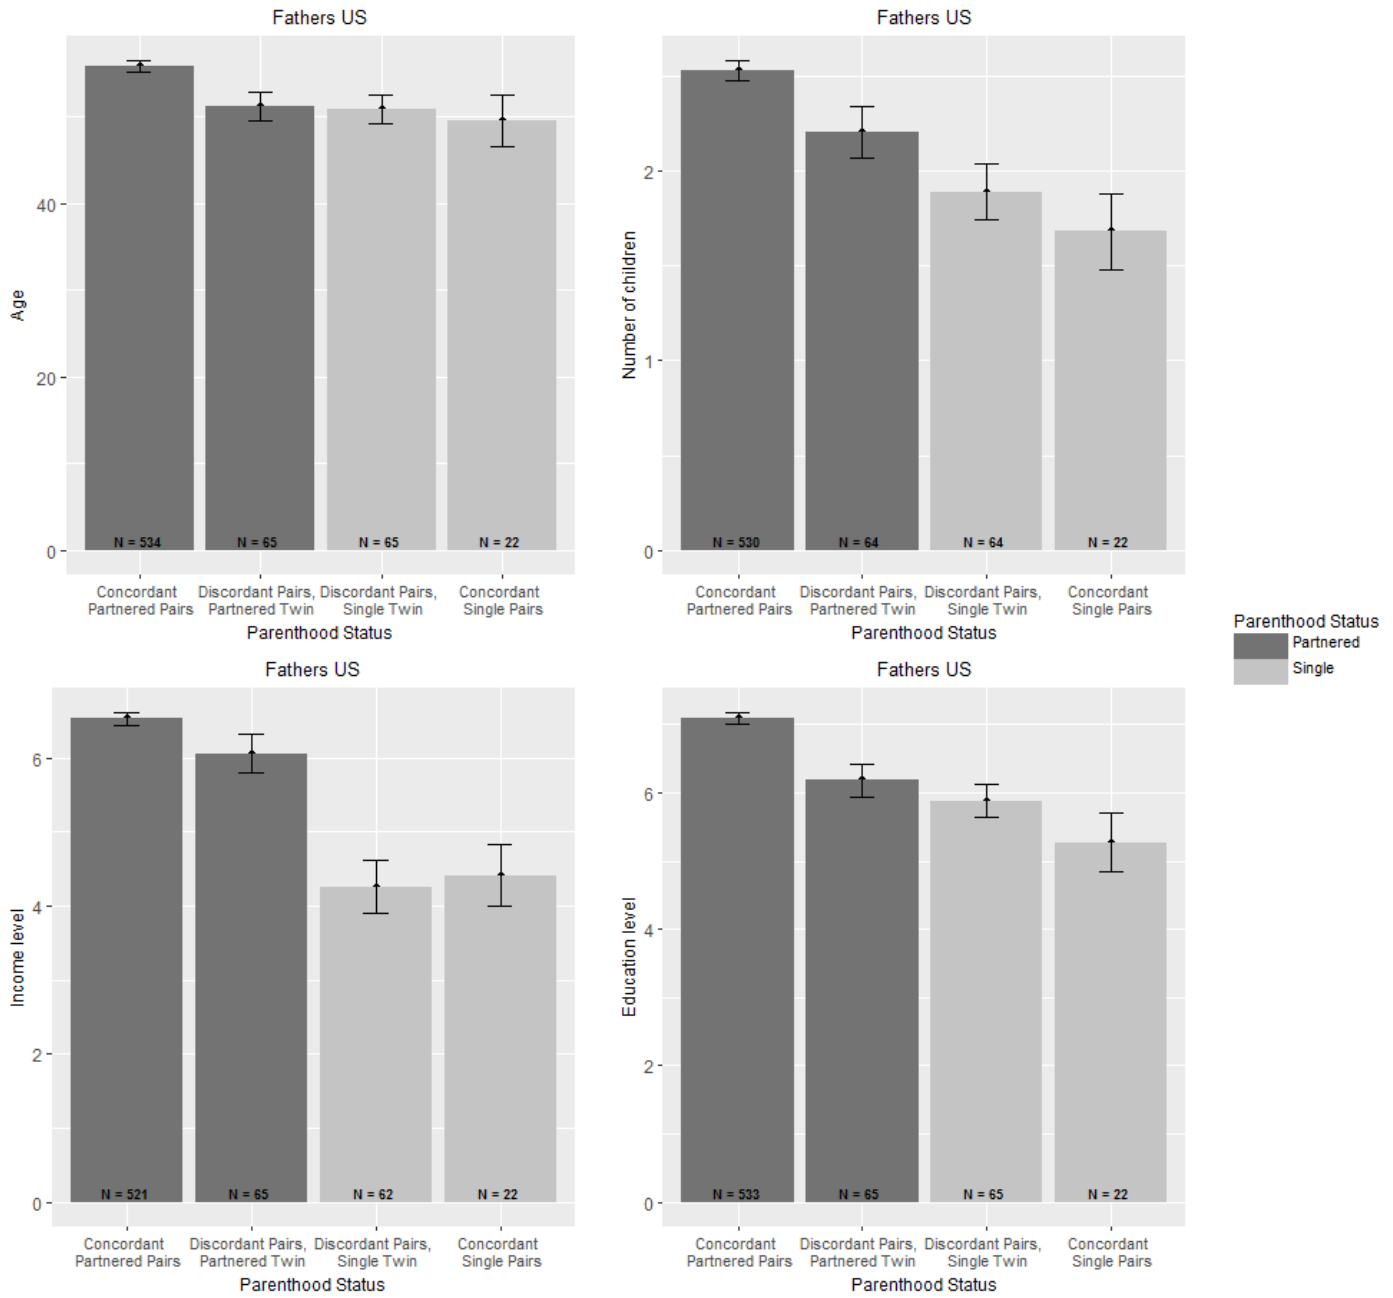 Fathers US
Age
40
20
0
N = 534
N = 65
N = 65
N = 22
Concordant
Partnered Pairs
Discordant Pairs,
Partnered Twin
Discordant Pairs,
Single Twin
Concordant
Single Pairs
Parenthood Status
Fathers US
Number of children
2
1
0
N = 530
N = 64
N = 64
N = 22
Concordant
Partnered Pairs
Discordant Pairs,
Partnered Twin
Discordant Pairs,
Single Twin
Concordant
Single Pairs
Parenthood Status
Parenthood Status
Partnered
Single
Fathers US
Income level
6
4
2
0
N = 521
N = 65
N = 62
N = 22
Concordant
Partnered Pairs
Discordant Pairs,
Partnered Twin
Discordant Pairs,
Single Twin
Concordant
Single Pairs
Parenthood Status
Fathers US
Education level
6
4
2
0
N = 533
N = 65
N = 65
N = 22
Concordant
Partnered Pairs
Discordant Pairs,
Partnered Twin
Discordant Pairs,
Single Twin
Concordant
Single Pairs
Parenthood Status